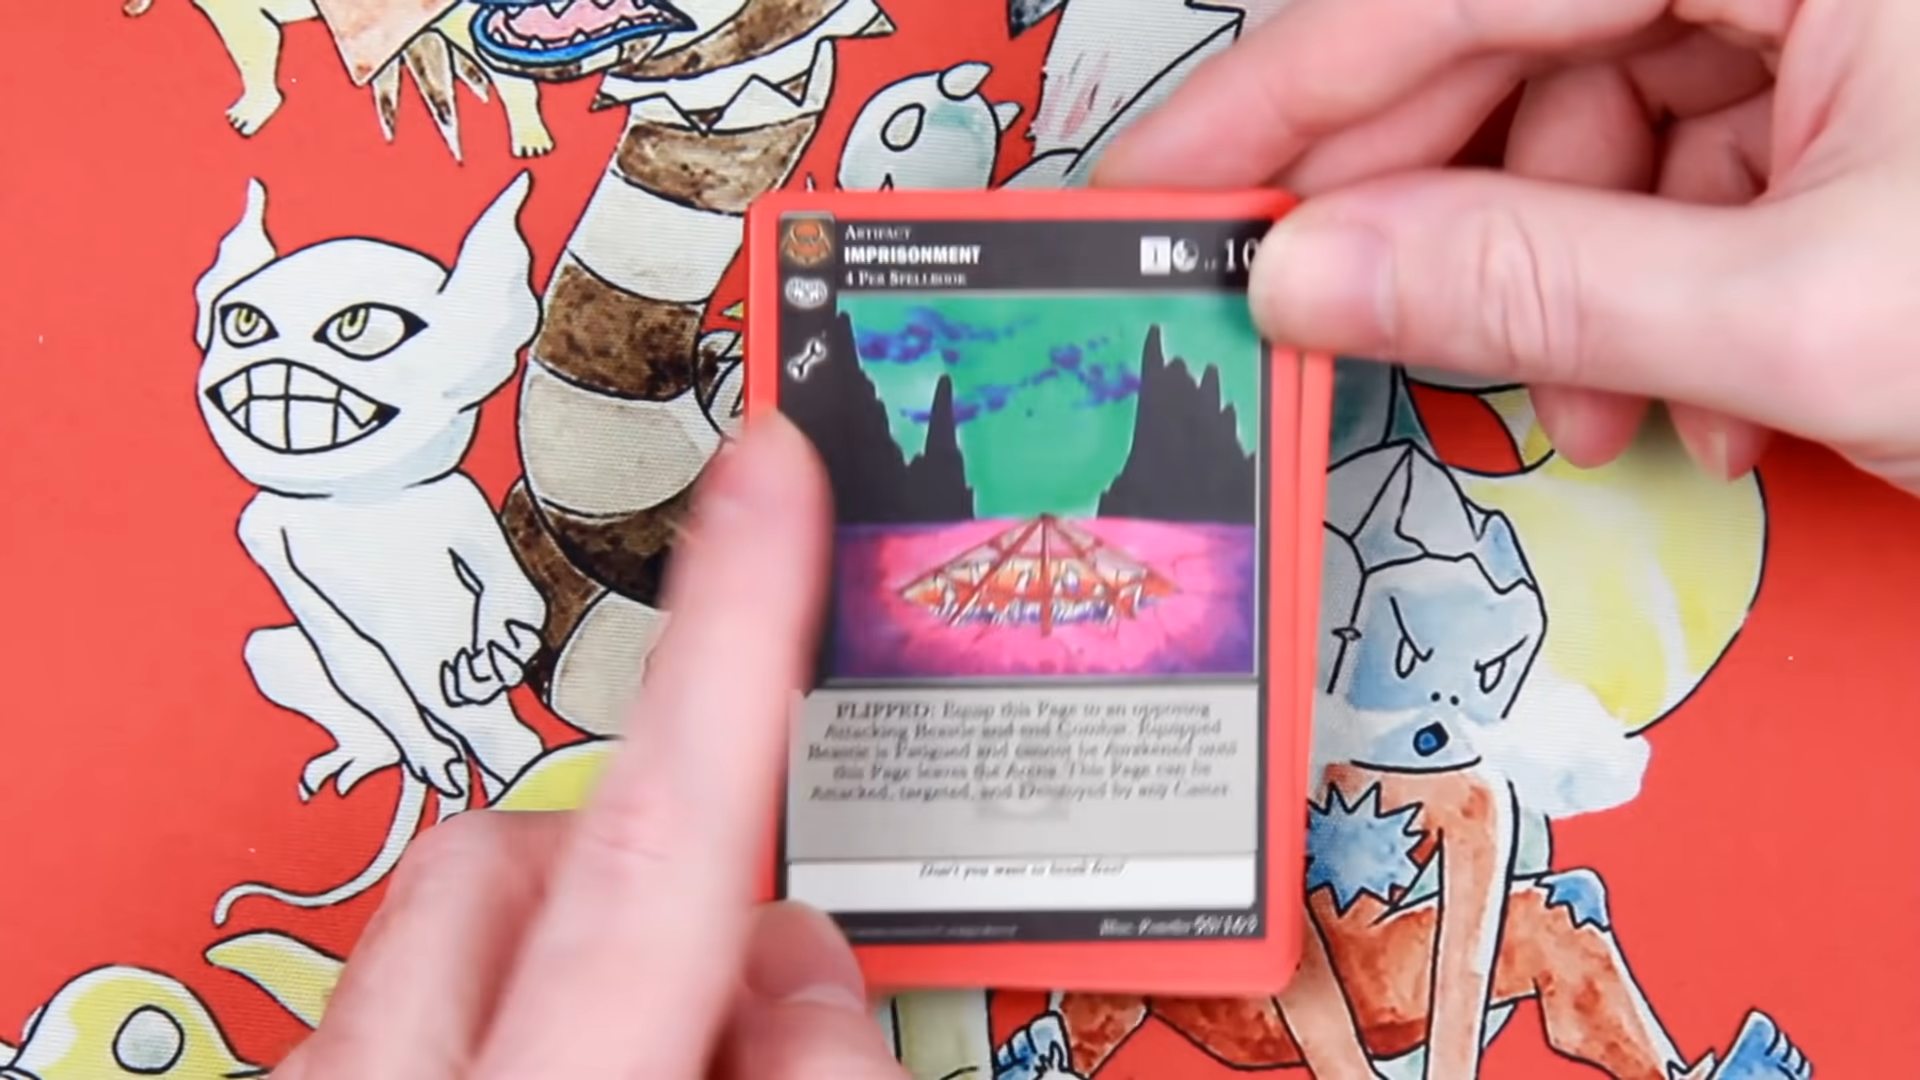 ARTIFACT
IMPRISONMENT
1 10
4 PER SPELLBOOK
FLIPPED: Equip this Page to an opposing
Attacking Beastie and end Combat. Equipped
Beastie is Fatigued and cannot be Awakened until
this Page leaves the Arena. This Page can be
Attacked, targeted, and Destroyed by any Caster.
Don't you want to break free?